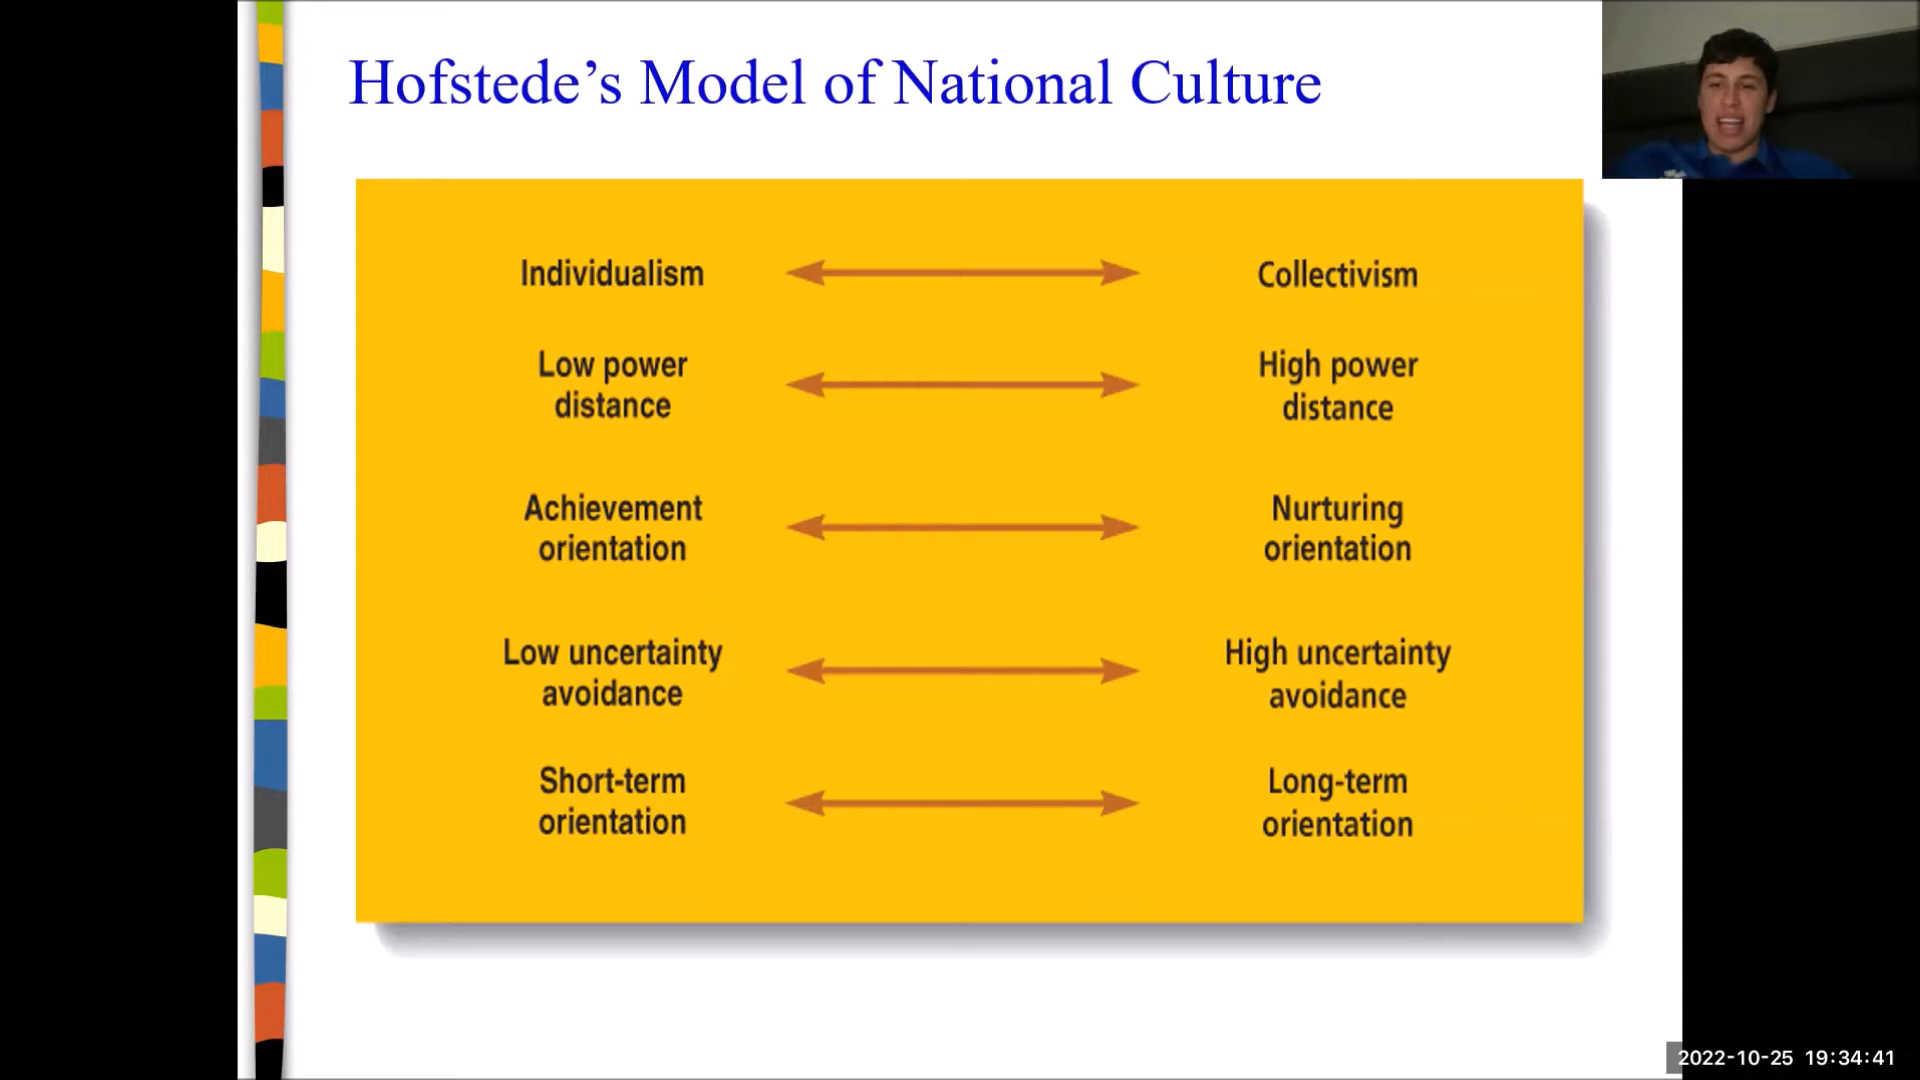 Hofstede’s Model of National Culture
Individualism
Collectivism
Low power
distance
High power
distance
Achievement
orientation
Nurturing
orientation
Low uncertainty
avoidance
High uncertainty
avoidance
Short-term
orientation
Long-term
orientation
2022-10-25 19:34:41